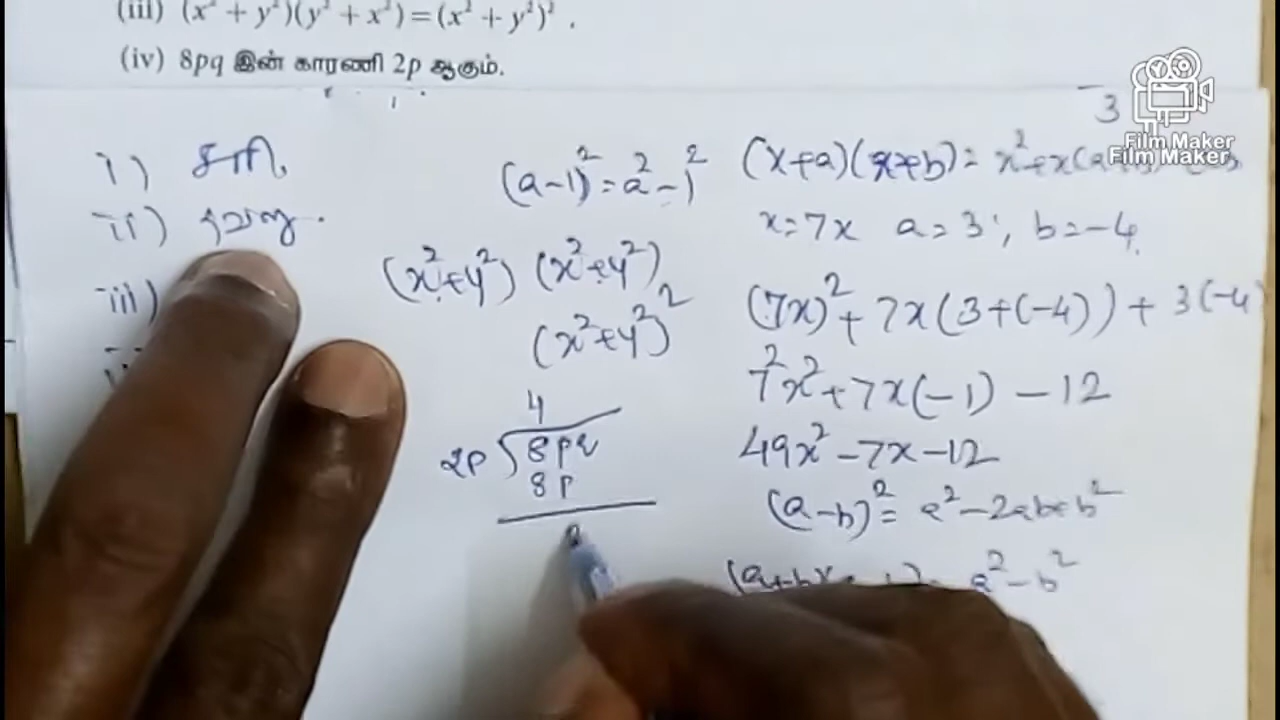 (iii) (x² + y²)(y² + x²) = (x² + y²)² .
(iv) 8pq இன் காரணி 2p ஆகும்.
3
Film Maker
Film Maker
i) சரி.
ii) தவறு.
iii)
(a-1)² = a² - 1²
(x²+y²) (x²+y²)
(x²+y²)²
4
2p 8pq
8p
(x+a)(x+b) = x²+x(a
x=7x a=3, b=-4
(7x)² + 7x(3+(-4)) + 3(-4
7²x²+7x(-1) - 12
49x² - 7x - 12
(a-b)² = a² - 2ab+b²
(a+b) a² - b²